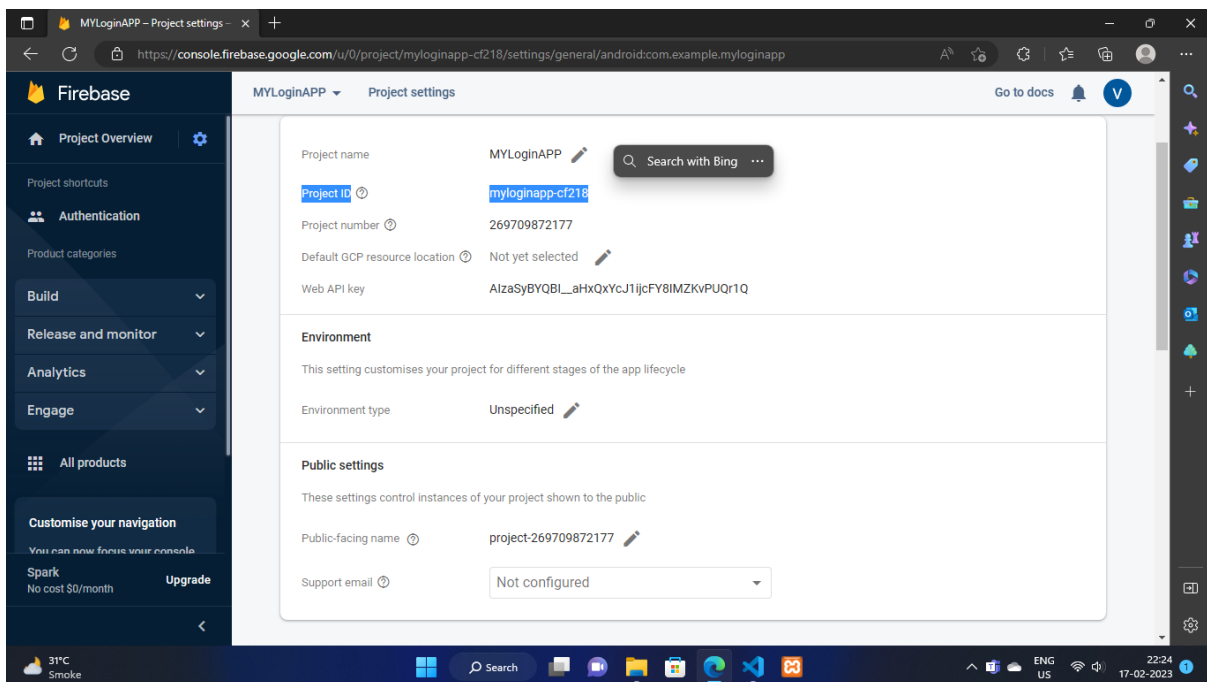 MYLoginAPP – Project settings –
https://console.firebase.google.com/u/0/project/myloginapp-cf218/settings/general/android:com.example.myloginapp
Firebase
MYLoginAPP
Project settings
Go to docs
V
Project Overview
Project shortcuts
Authentication
Product categories
Build
Release and monitor
Analytics
Engage
All products
Customise your navigation
You can now focus your console
Spark
No cost $0/month
Upgrade
Project name MYLoginAPP
Search with Bing
Project ID myloginapp-cf218
Project number 269709872177
Default GCP resource location Not yet selected
Web API key AIzaSyBYQBI__aHxQxYcJ1ijcFY8IMZKvPUQr1Q
Environment
This setting customises your project for different stages of the app lifecycle
Environment type Unspecified
Public settings
These settings control instances of your project shown to the public
Public-facing name project-269709872177
Support email Not configured
31°C
Smoke
Search
ENG
US
22:24
17-02-2023
1